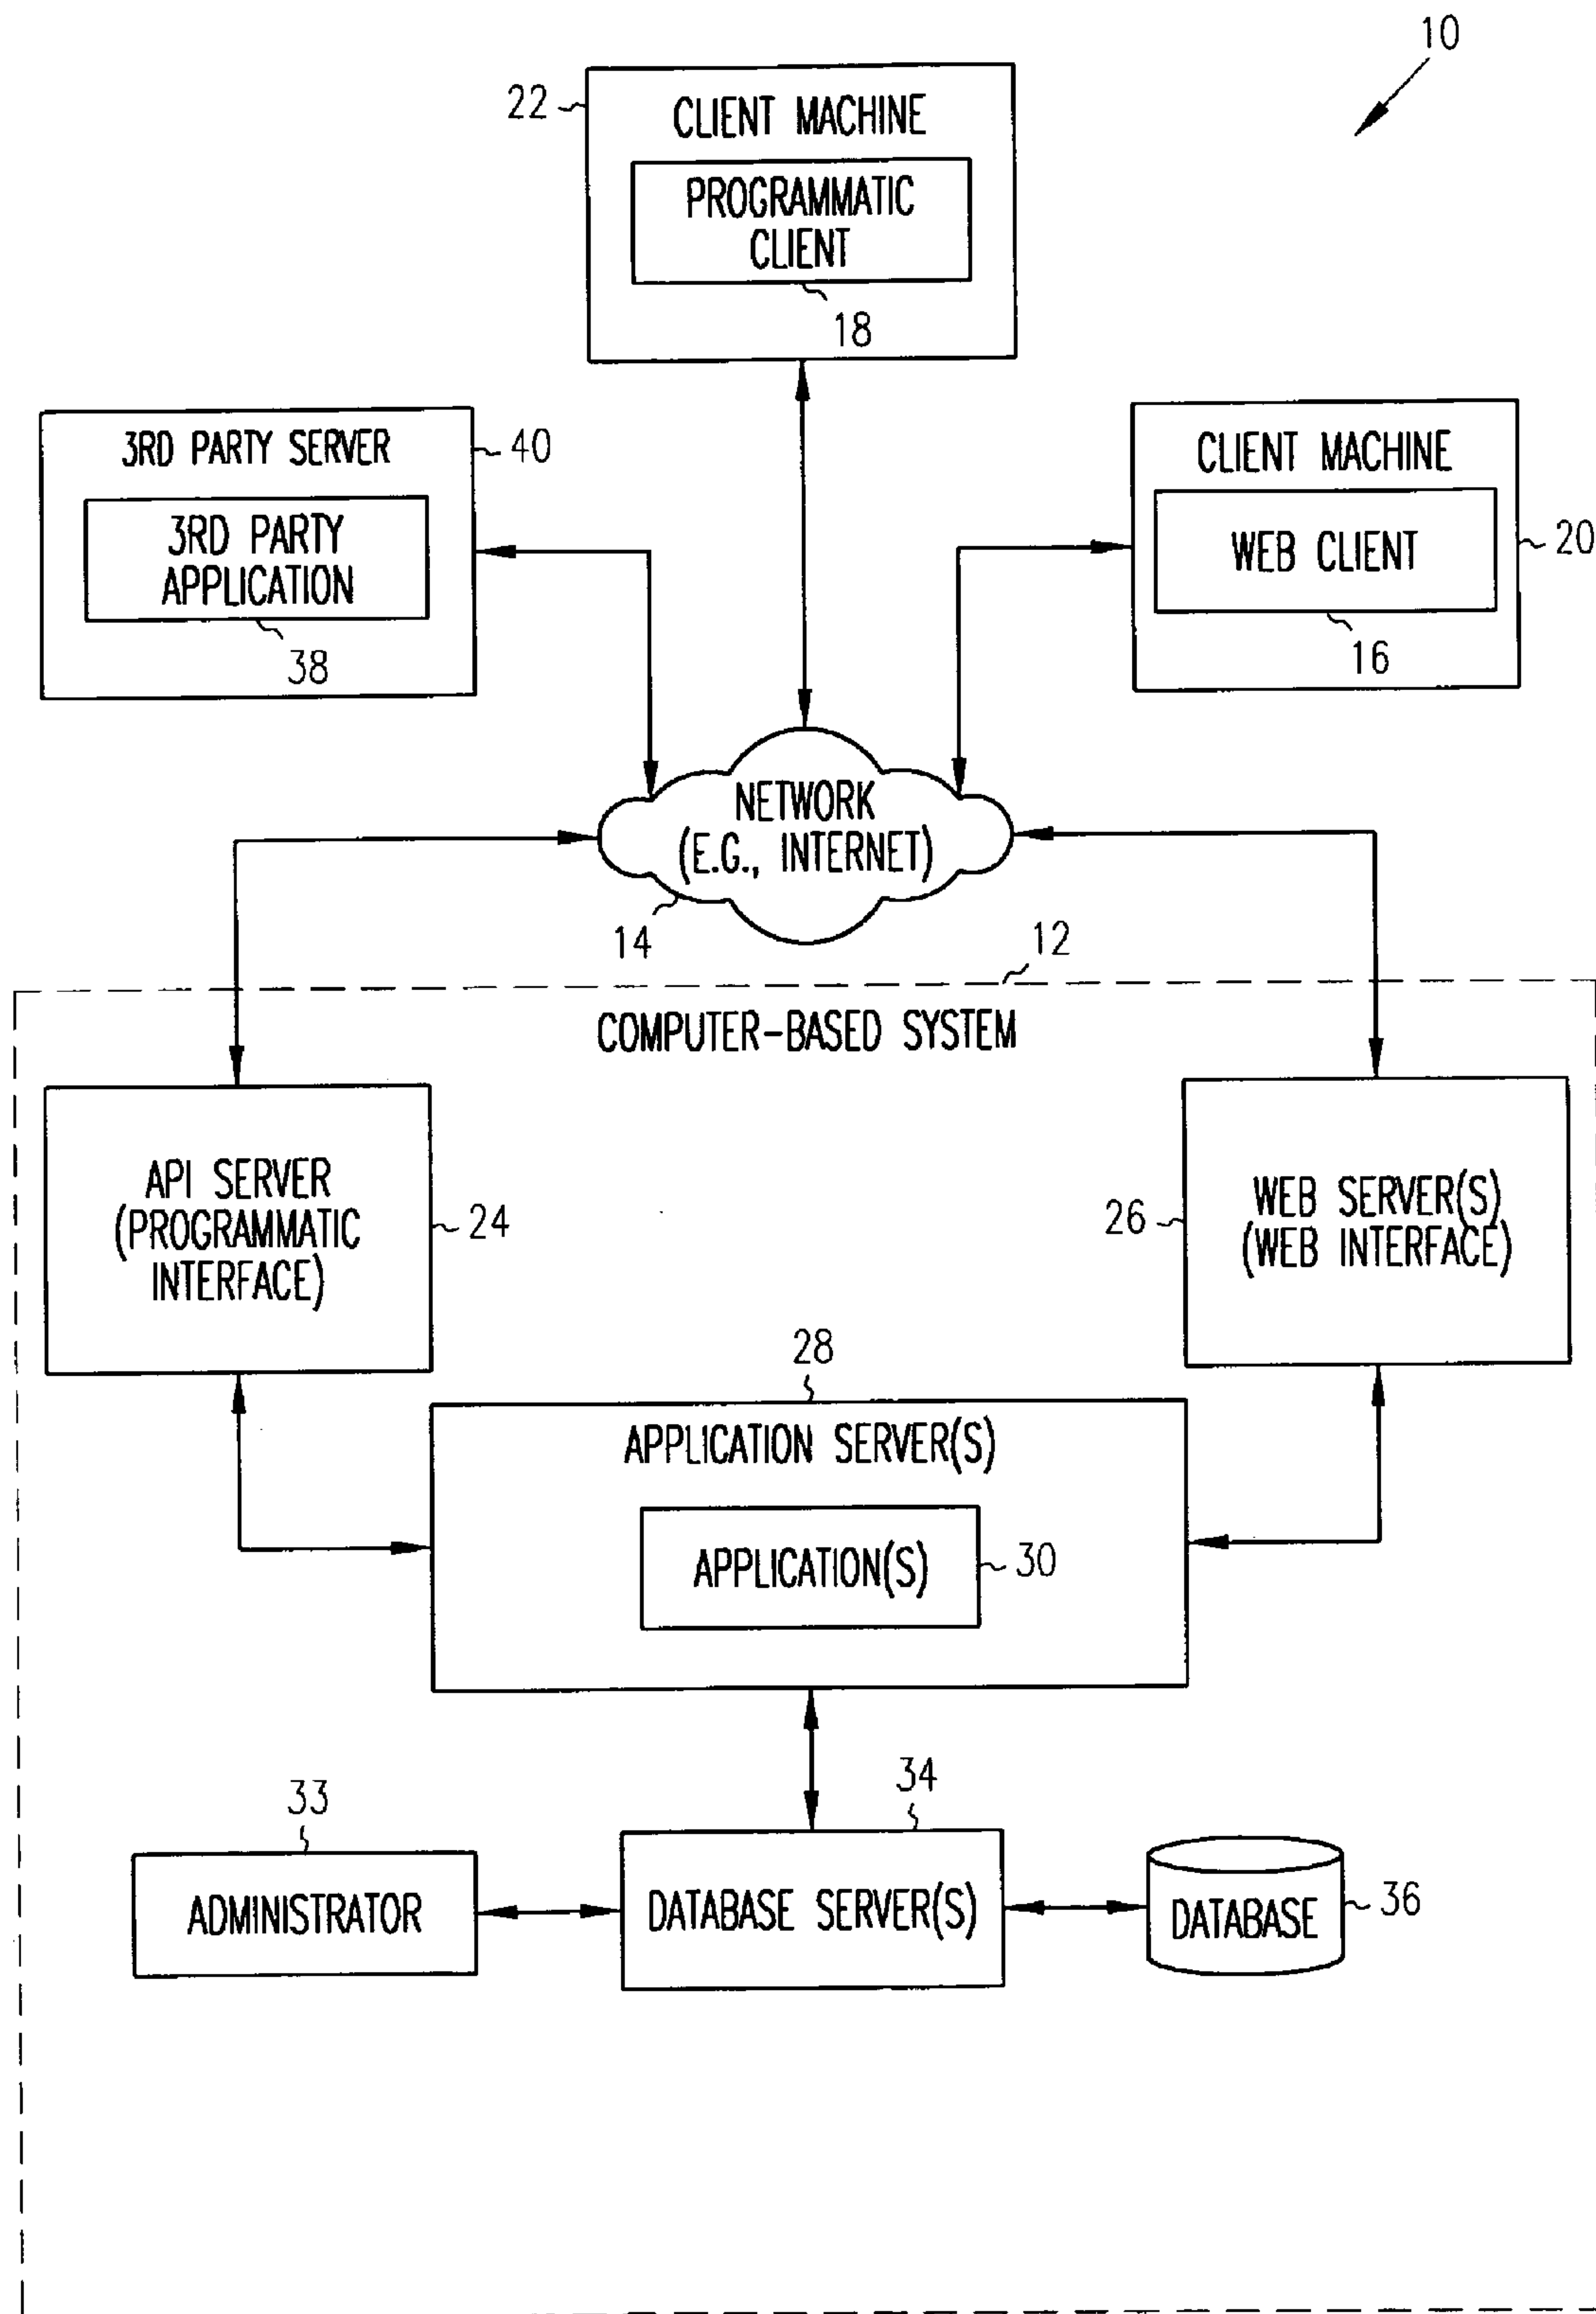 10
22
CLIENT MACHINE
PROGRAMMATIC
CLIENT
18
3RD PARTY SERVER
40
3RD PARTY
APPLICATION
38
CLIENT MACHINE
WEB CLIENT
20
16
NETWORK
(E.G., INTERNET)
14
12
COMPUTER-BASED SYSTEM
API SERVER
(PROGRAMMATIC
INTERFACE)
24
26
WEB SERVER(S)
(WEB INTERFACE)
28
APPLICATION SERVER(S)
APPLICATION(S)
30
33
ADMINISTRATOR
34
DATABASE SERVER(S)
DATABASE
36